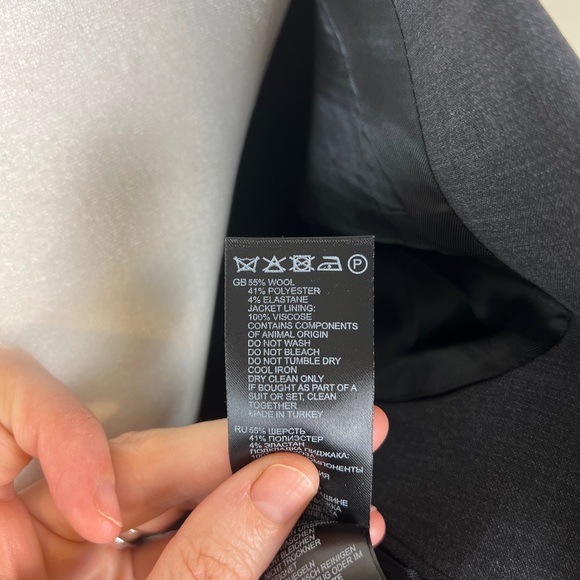 P
GB 55% WOOL
41% POLYESTER
4% ELASTANE
JACKET LINING:
100% VISCOSE
CONTAINS COMPONENTS
OF ANIMAL ORIGIN
DO NOT WASH
DO NOT BLEACH
DO NOT TUMBLE DRY
COOL IRON
DRY CLEAN ONLY
IF BOUGHT AS PART OF A
SUIT OR SET, CLEAN
TOGETHER
MADE IN TURKEY
RU 55% ШЕРСТЬ
41% ПОЛИЭСТЕР
4% ЭЛАСТАН
ПОДКЛАДКА ПИДЖАКА: